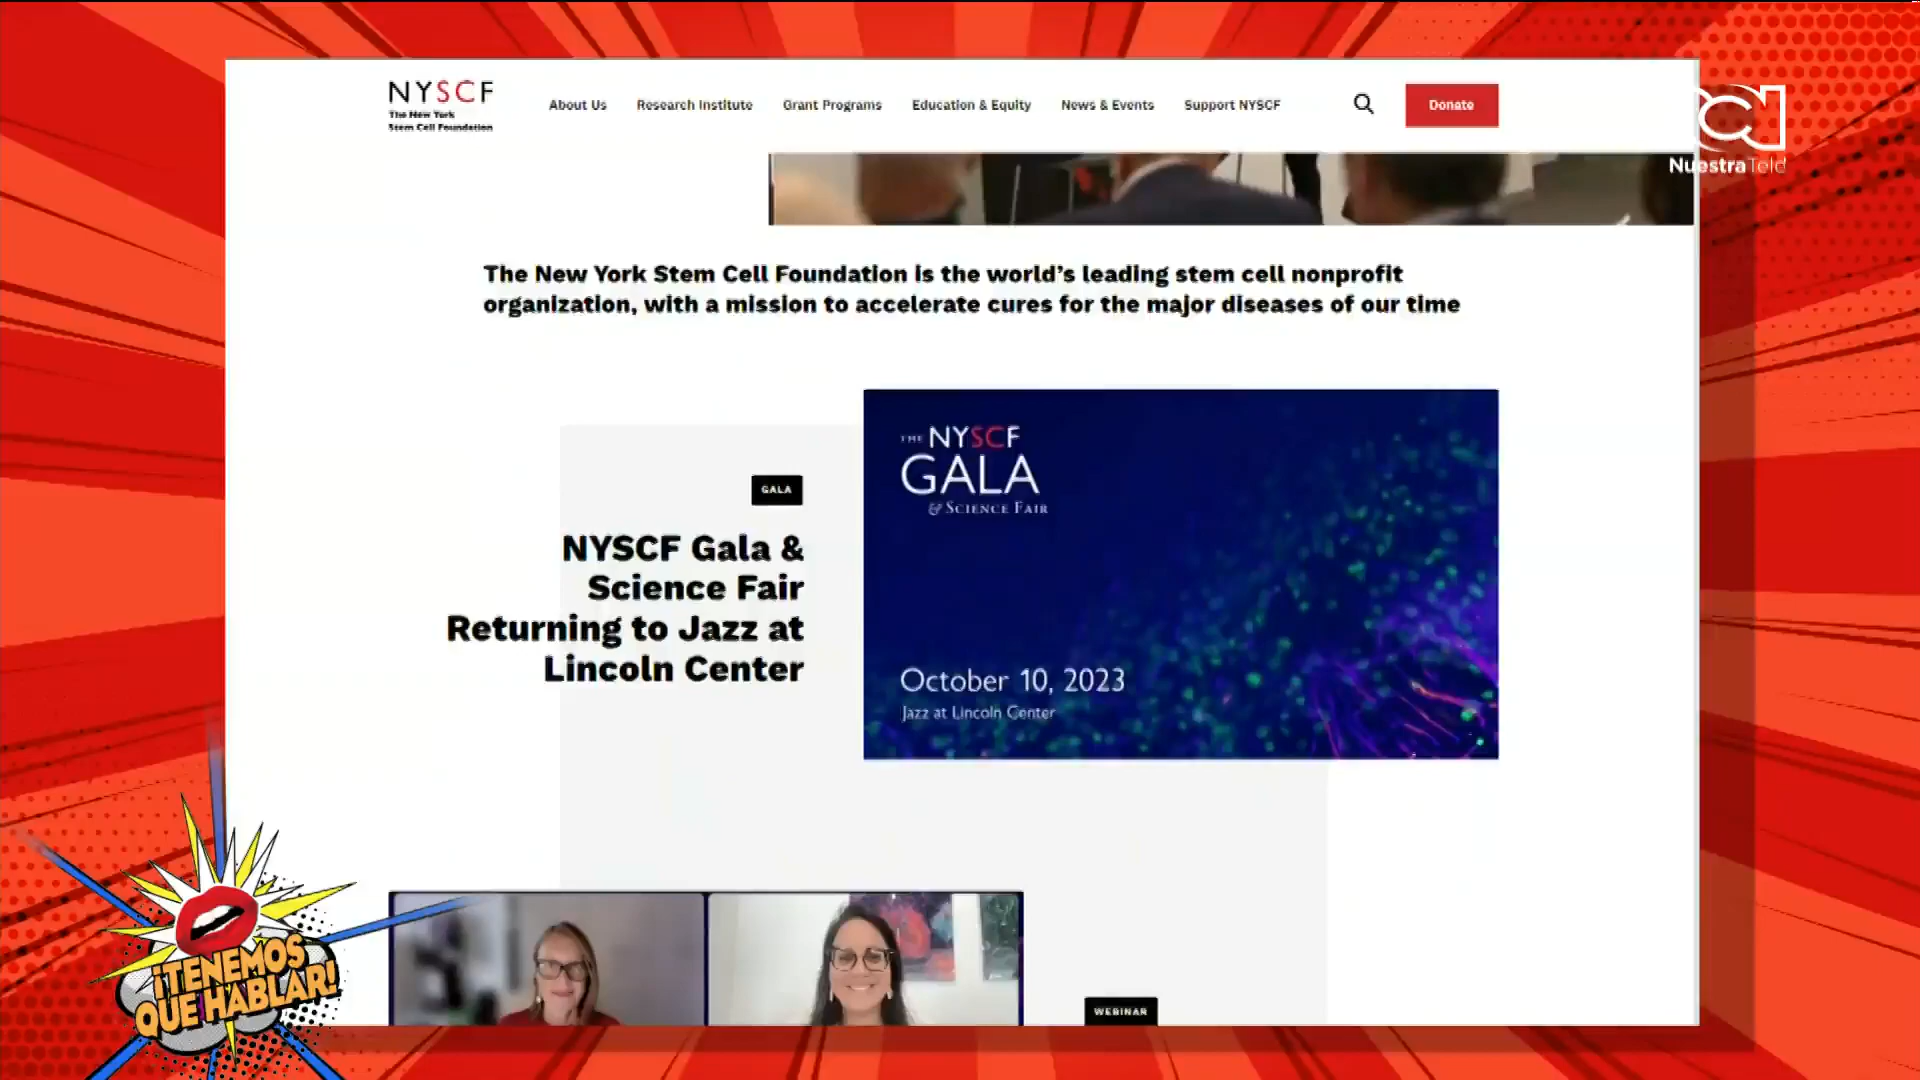 NYSCF
The New York
Stem Cell Foundation
About Us
Research Institute
Grant Programs
Education & Equity
News & Events
Support NYSCF
Donate
NuestraTele
The New York Stem Cell Foundation is the world's leading stem cell nonprofit
organization, with a mission to accelerate cures for the major diseases of our time
GALA
NYSCF Gala &
Science Fair
Returning to Jazz at
Lincoln Center
THE NYSCF
GALA
& SCIENCE FAIR
October 10, 2023
Jazz at Lincoln Center
WEBINAR
¡TENEMOS
QUE HABLAR!